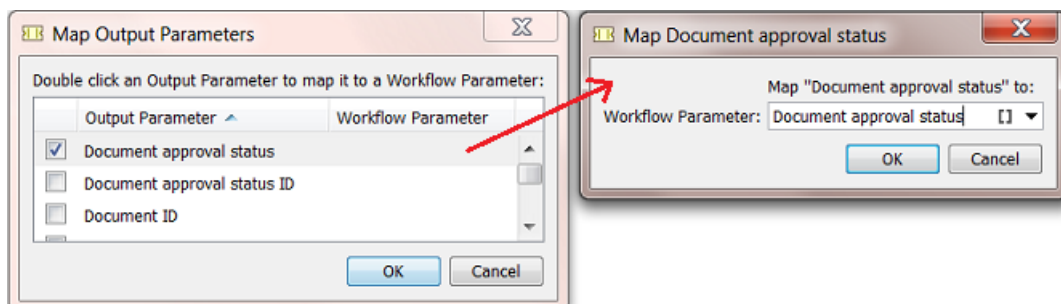 Map Output Parameters
Double click an Output Parameter to map it to a Workflow Parameter:
Output Parameter Workflow Parameter
Document approval status
Document approval status ID
Document ID
OK Cancel
Map Document approval status
Map "Document approval status" to:
Workflow Parameter: Document approval status []
OK Cancel